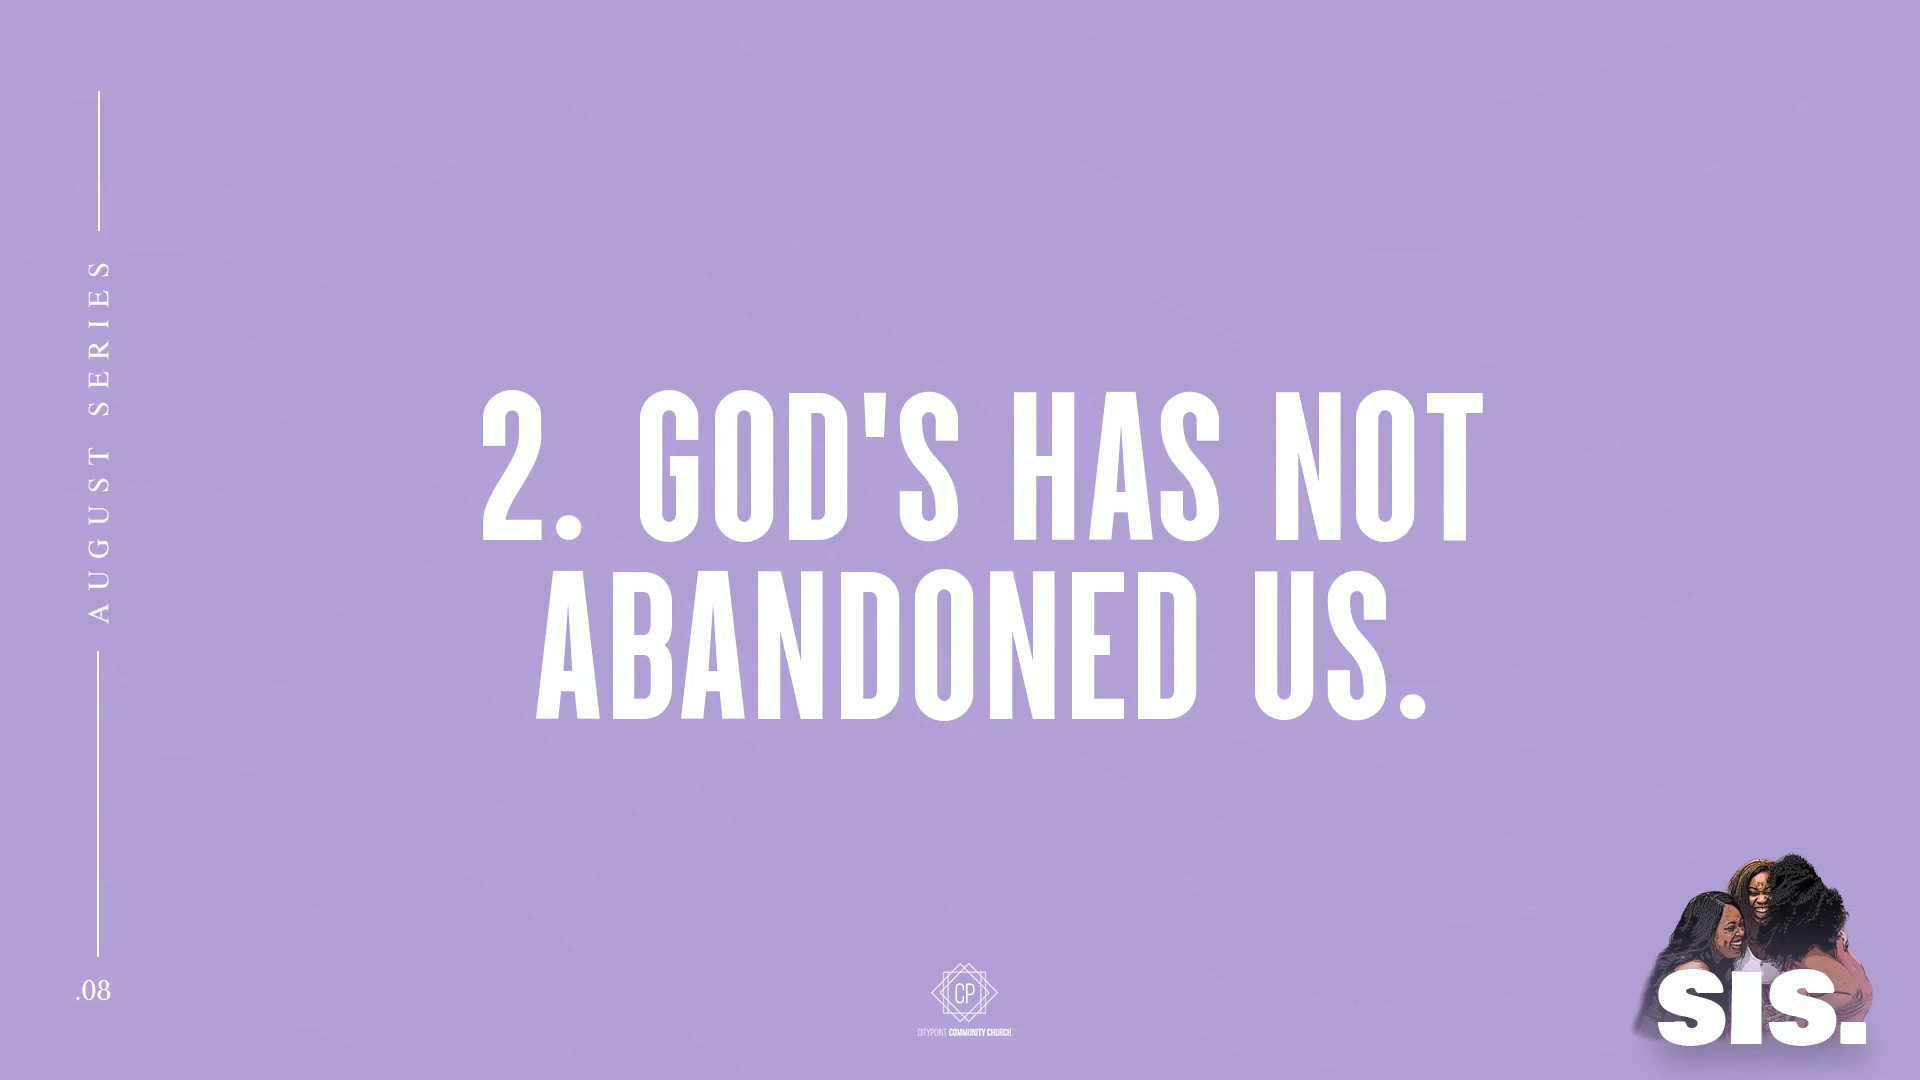 AUGUST SERIES
2. GOD'S HAS NOT
ABANDONED US.
.08
CP
CITYPOINT COMMUNITY CHURCH
SIS.